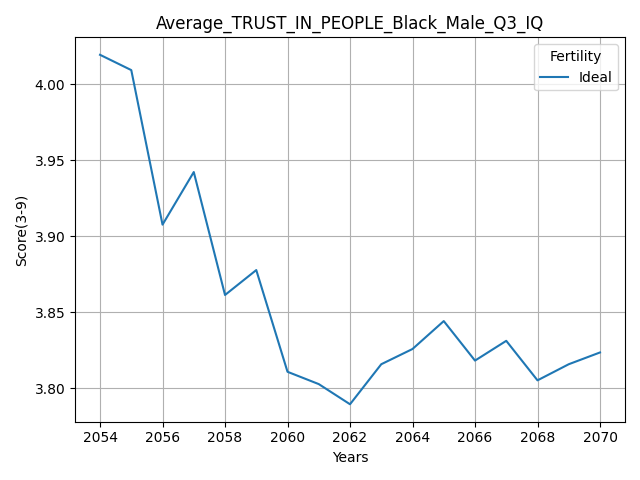 Average_TRUST_IN_PEOPLE_Black_Male_Q3_IQ
Fertility
Ideal
Score(3-9)
4.00
3.95
3.90
3.85
3.80
2054 2056 2058 2060 2062 2064 2066 2068 2070
Years